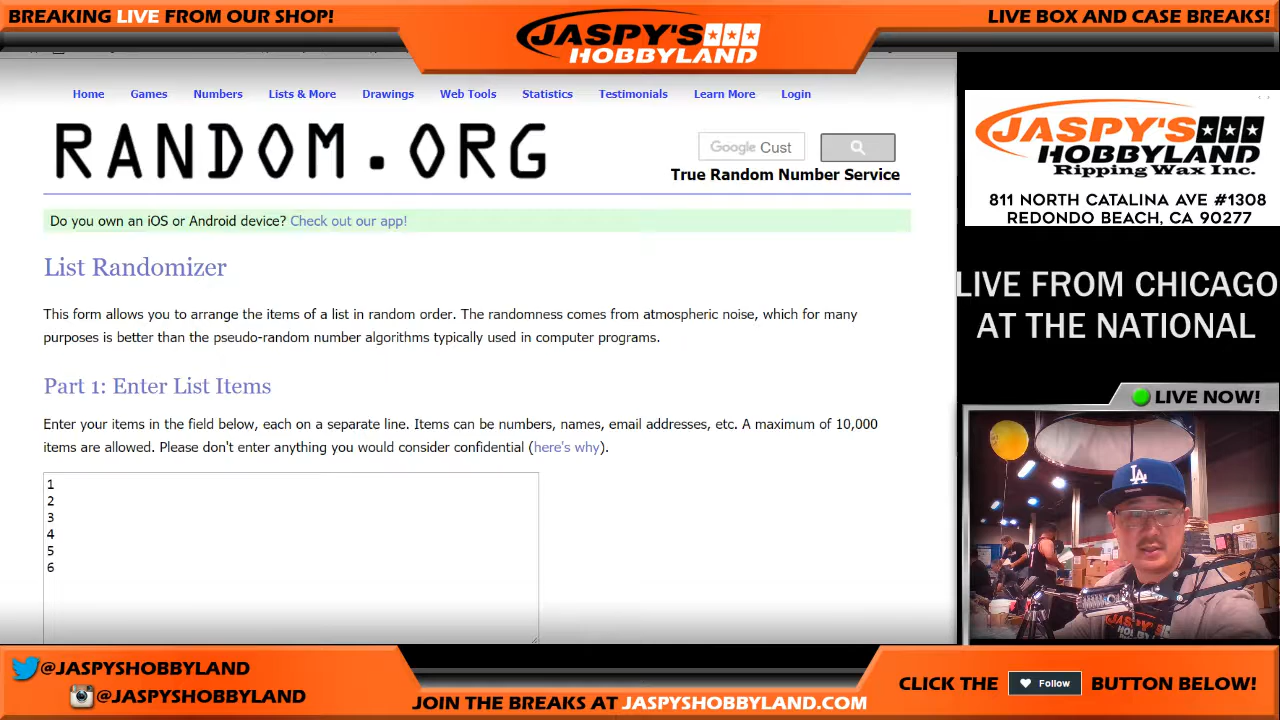 BREAKING LIVE FROM OUR SHOP!
JASPY'S
HOBBYLAND
LIVE BOX AND CASE BREAKS!
Home Games Numbers Lists & More Drawings Web Tools Statistics Testimonials Learn More Login
RANDOM.ORG
Google Cust
True Random Number Service
Do you own an iOS or Android device? Check out our app!
List Randomizer
This form allows you to arrange the items of a list in random order. The randomness comes from atmospheric noise, which for many
purposes is better than the pseudo-random number algorithms typically used in computer programs.
Part 1: Enter List Items
Enter your items in the field below, each on a separate line. Items can be numbers, names, email addresses, etc. A maximum of 10,000
items are allowed. Please don't enter anything you would consider confidential (here's why).
1
2
3
4
5
6
JASPY'S
HOBBYLAND
Ripping Wax Inc.
811 NORTH CATALINA AVE #1308
REDONDO BEACH, CA 90277
LIVE FROM CHICAGO
AT THE NATIONAL
LIVE NOW!
LA
JASPY'S
HOBBYLAND
@JASPYSHOBBYLAND
@JASPYSHOBBYLAND
JOIN THE BREAKS AT JASPYSHOBBYLAND.COM
CLICK THE Follow BUTTON BELOW!